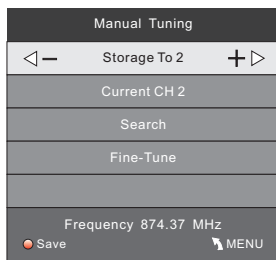 Manual Tuning
Storage To 2
Current CH 2
Search
Fine-Tune
Frequency 874.37 MHz
Save MENU